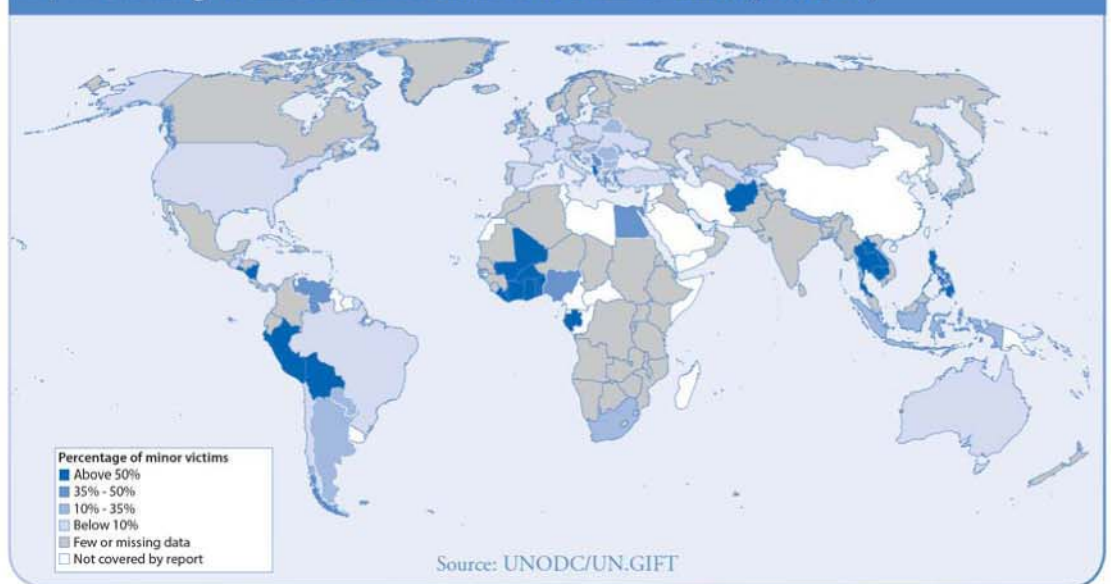 Percentage of minor victims
Above 50%
35% - 50%
10% - 35%
Below 10%
Few or missing data
Not covered by report
Source: UNODC/UN.GIFT